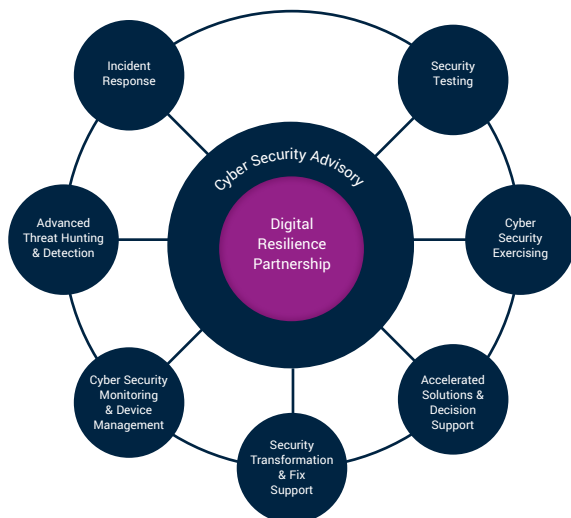 Incident
Response
Security
Testing
Cyber Security Advisory
Digital
Resilience
Partnership
Advanced
Threat Hunting
& Detection
Cyber
Security
Exercising
Cyber Security
Monitoring
& Device
Management
Accelerated
Solutions &
Decision
Support
Security
Transformation
& Fix
Support